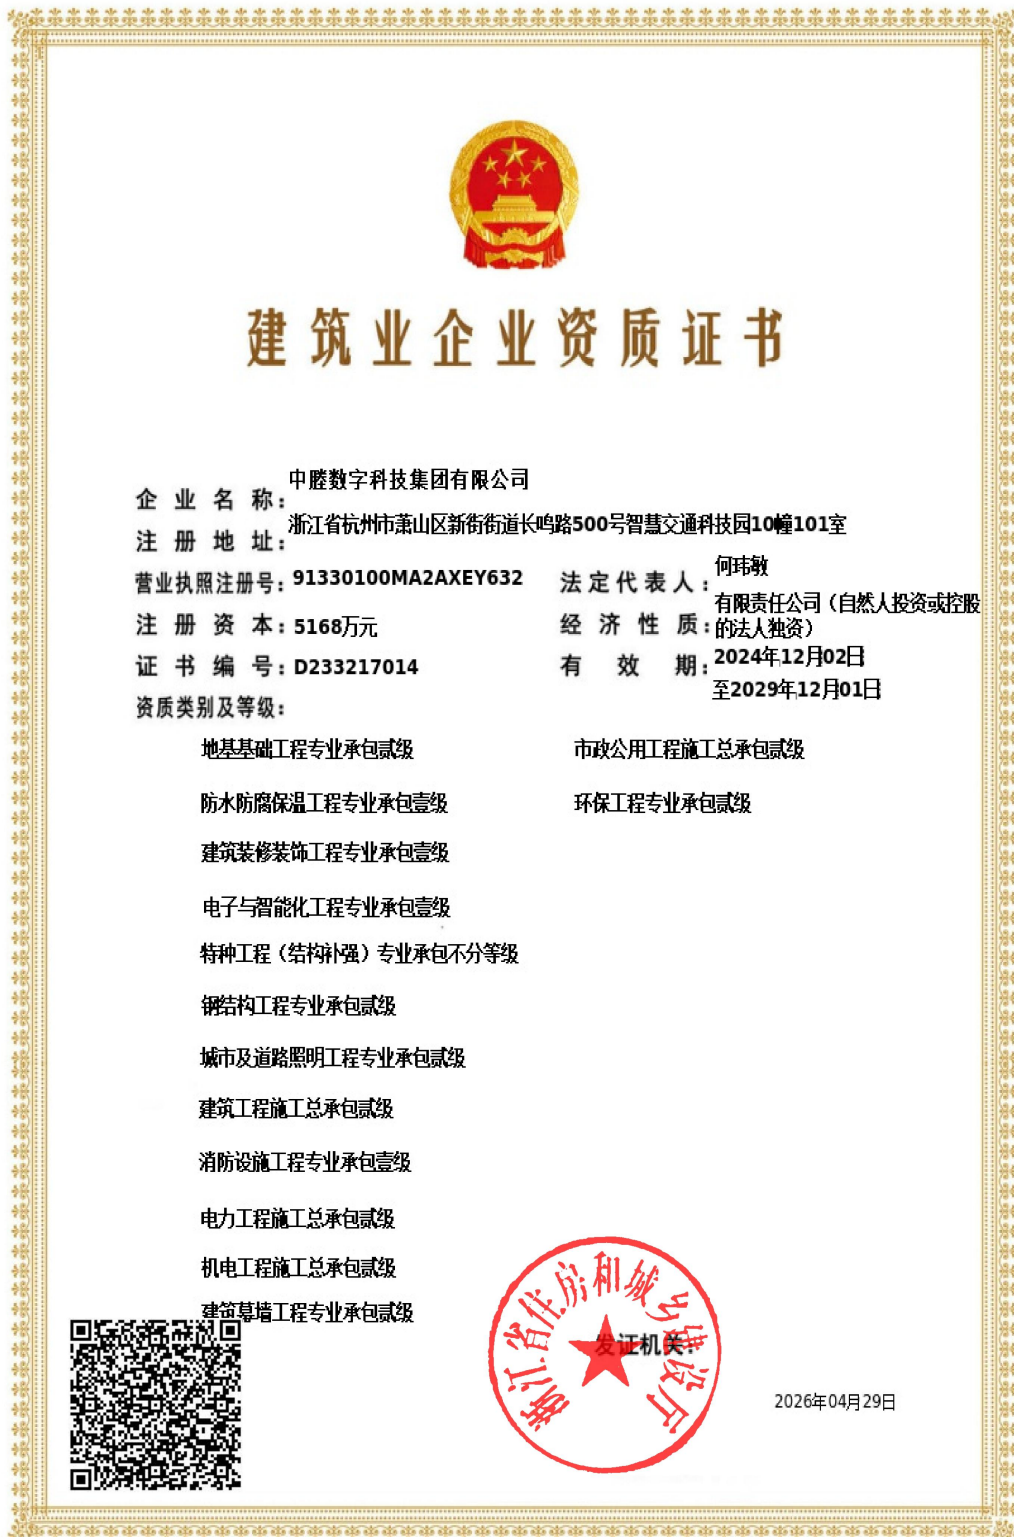 建筑业企业资质证书
企业名称：中塍数字科技集团有限公司
注册地址：浙江省杭州市萧山区新街街道长鸣路500号智慧交通科技园10幢101室
营业执照注册号：91330100MA2AXEY632 法定代表人：何玮敏
注册资本：5168万元 经济性质：有限责任公司（自然人投资或控股
的法人独资）
证书编号：D233217014 有效期：2024年12月02日
至2029年12月01日
资质类别及等级：
地基基础工程专业承包贰级 市政公用工程施工总承包贰级
防水防腐保温工程专业承包壹级 环保工程专业承包贰级
建筑装修装饰工程专业承包壹级
电子与智能化工程专业承包壹级
特种工程（结构补强）专业承包不分等级
钢结构工程专业承包贰级
城市及道路照明工程专业承包贰级
建筑工程施工总承包贰级
消防设施工程专业承包壹级
电力工程施工总承包贰级
机电工程施工总承包贰级
建筑幕墙工程专业承包贰级
浙江省住房和城乡建设厅
发证机关：
2026年04月29日